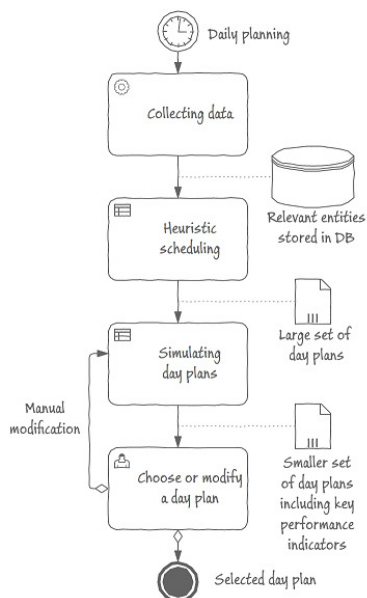 Daily planning
Collecting data
Relevant entities
stored in DB
Heuristic
scheduling
Large set of
day plans
Simulating
day plans
Manual
modification
Smaller set
of day plans
including key
performance
indicators
Choose or modify
a day plan
Selected day plan